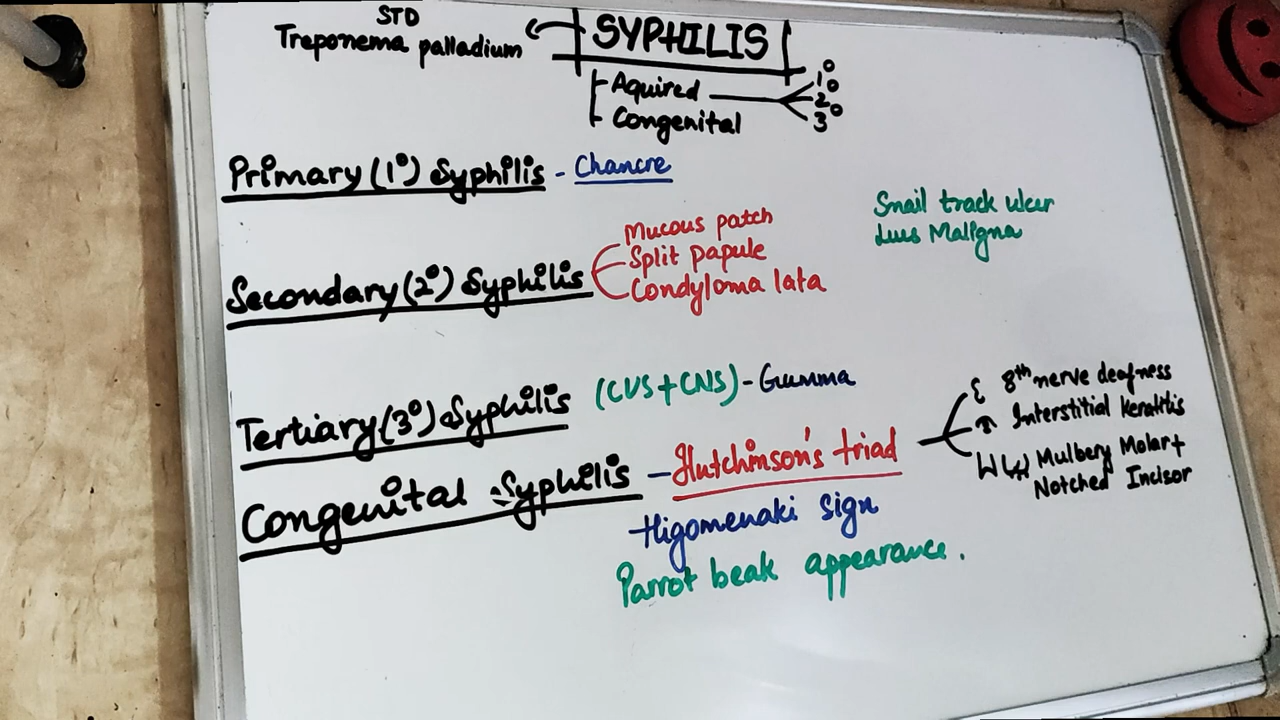 STD
Treponema palladium
SYPHILIS
Aquired
1°
2°
3°
Congenital
Primary (1°) Syphilis - Chancre
Snail track ulcer
Lues Maligna
Mucous patch
Split papule
Secondary (2°) Syphilis
Condyloma lata
Tertiary (3°) Syphilis (CVS + CNS) - Gumma
8th nerve deafness
Interstitial Keratitis
Mulbery Molar +
Notched Incisor
Congenital Syphilis - Hutchinson's triad
Higomenaki sign
Parrot beak appearance.